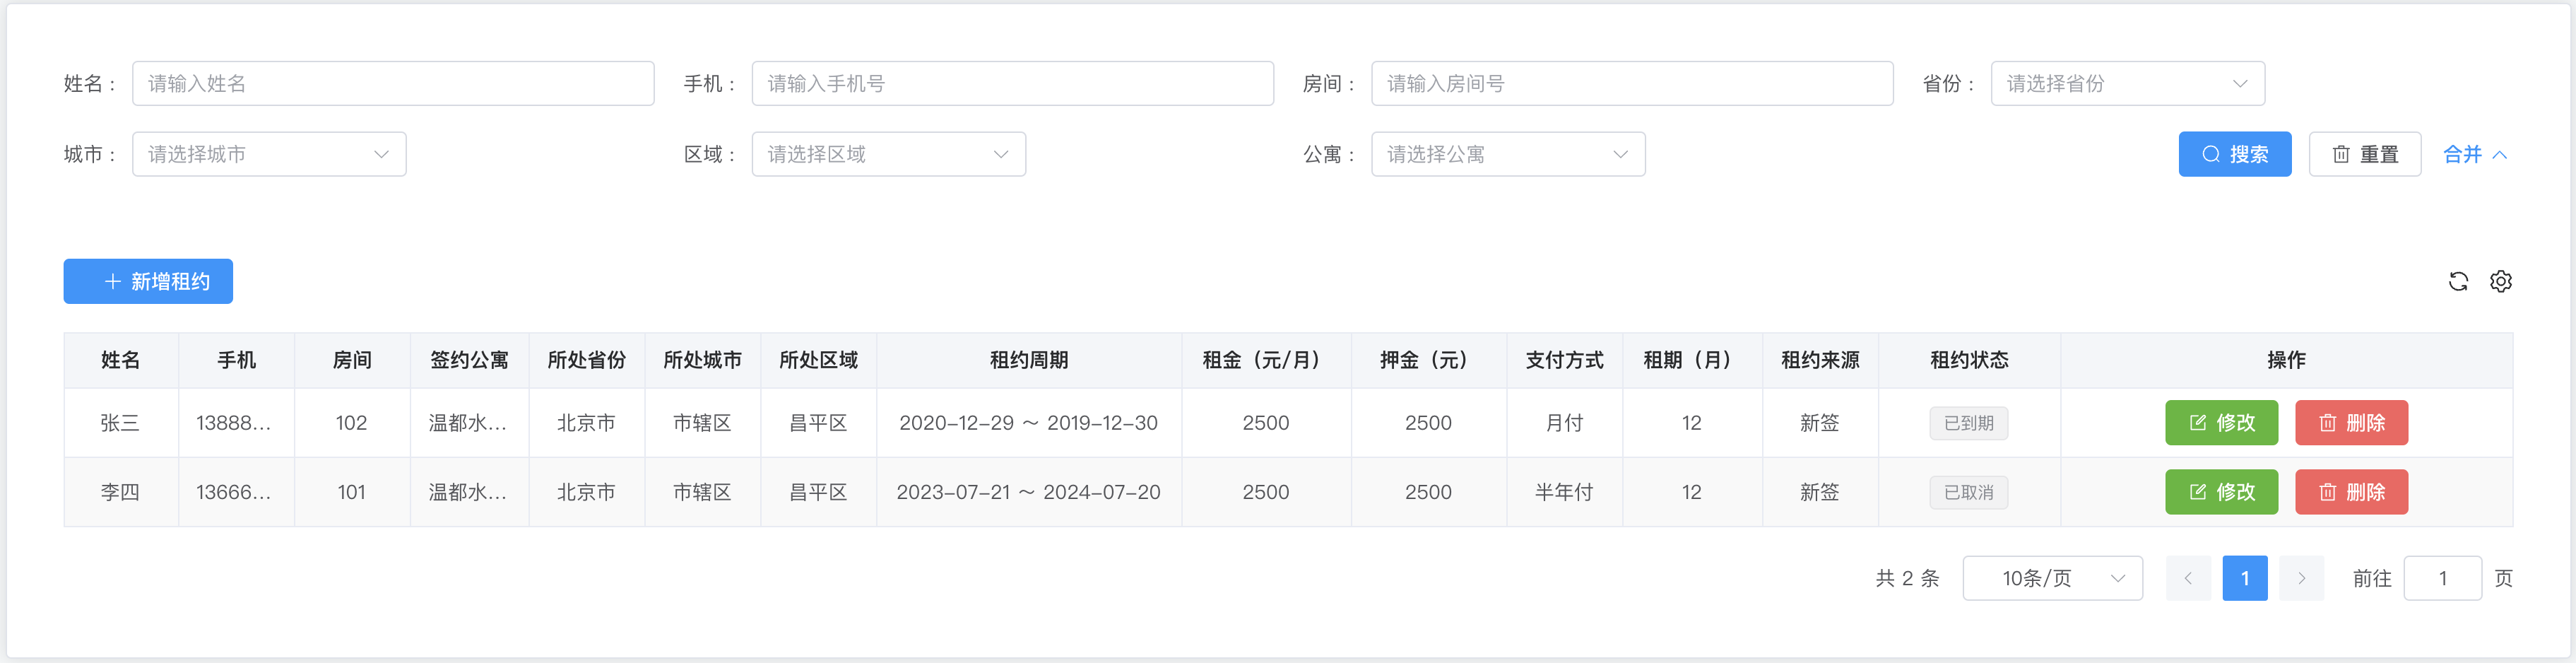 姓名： 请输入姓名 手机： 请输入手机号 房间： 请输入房间号 省份： 请选择省份
城市： 请选择城市 区域： 请选择区域 公寓： 请选择公寓 搜索 重置 合并
新增租约
姓名 手机 房间 签约公寓 所处省份 所处城市 所处区域 租约周期 租金（元/月） 押金（元） 支付方式 租期（月） 租约来源 租约状态 操作
张三 13888... 102 温都水... 北京市 市辖区 昌平区 2020-12-29 ～ 2019-12-30 2500 2500 月付 12 新签 已到期 修改 删除
李四 13666... 101 温都水... 北京市 市辖区 昌平区 2023-07-21 ～ 2024-07-20 2500 2500 半年付 12 新签 已取消 修改 删除
共 2 条 10条/页 1 前往 1 页